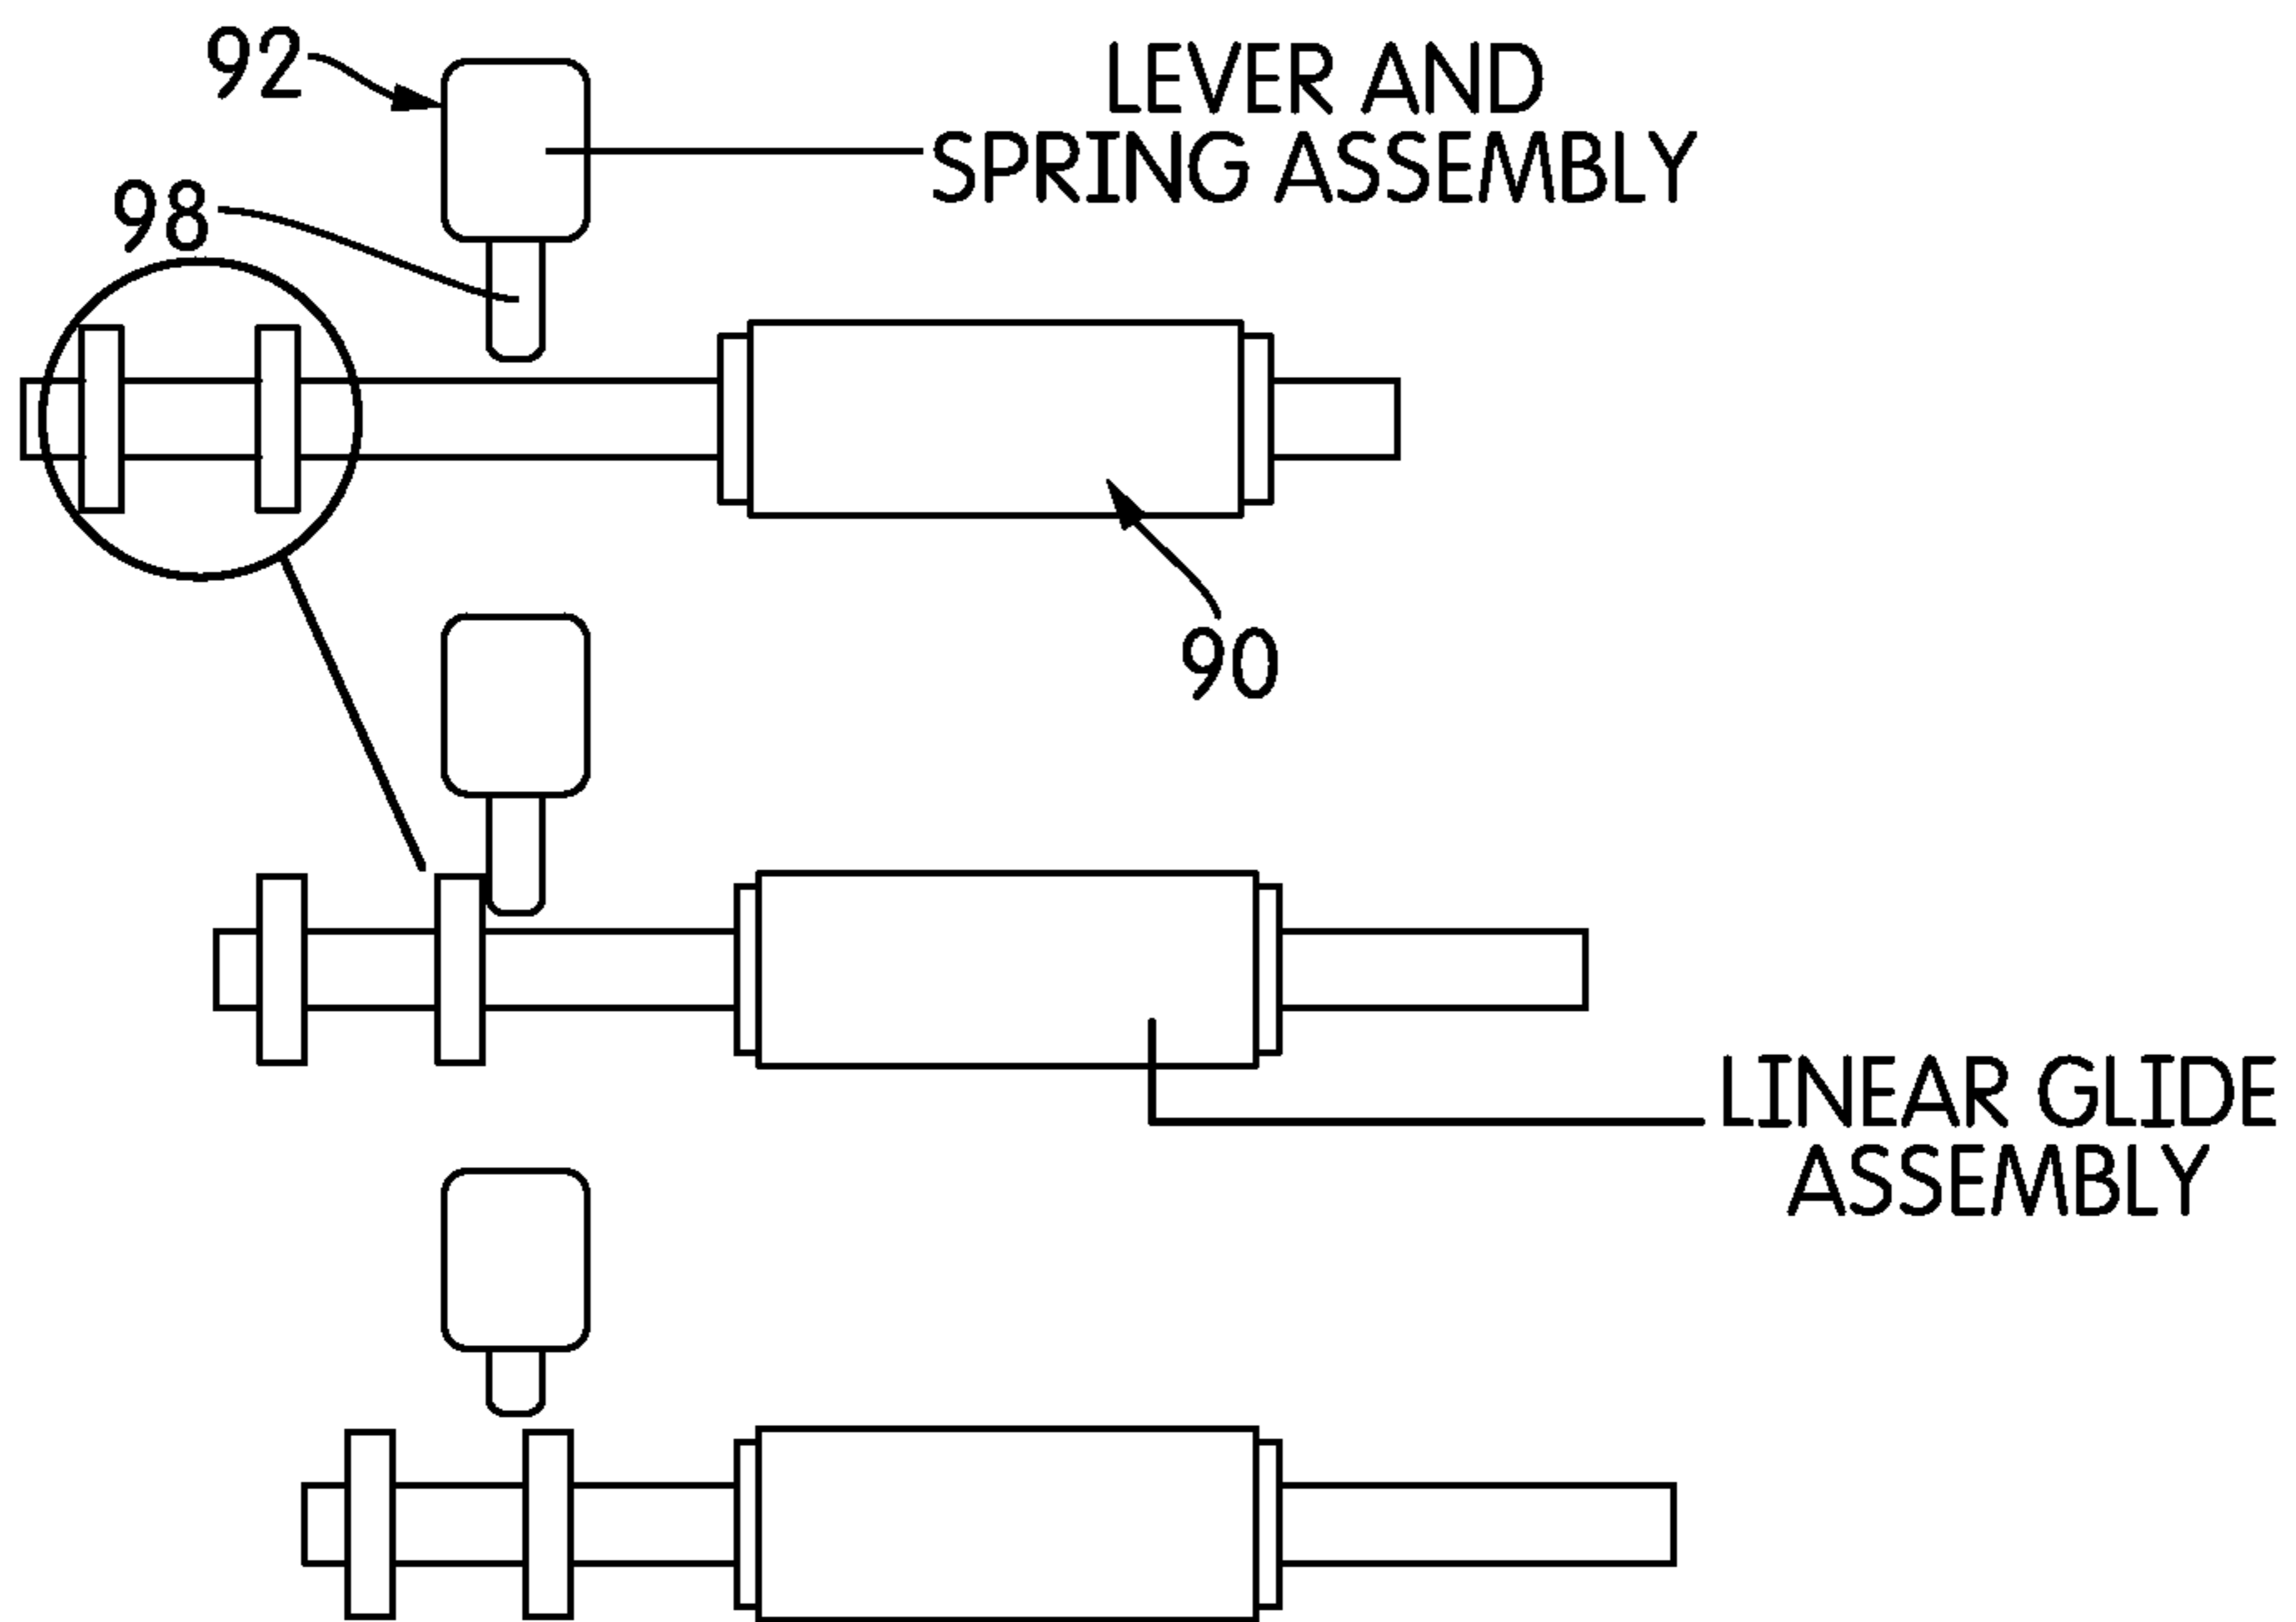 92
LEVER AND
SPRING ASSEMBLY
98
90
LINEAR GLIDE
ASSEMBLY